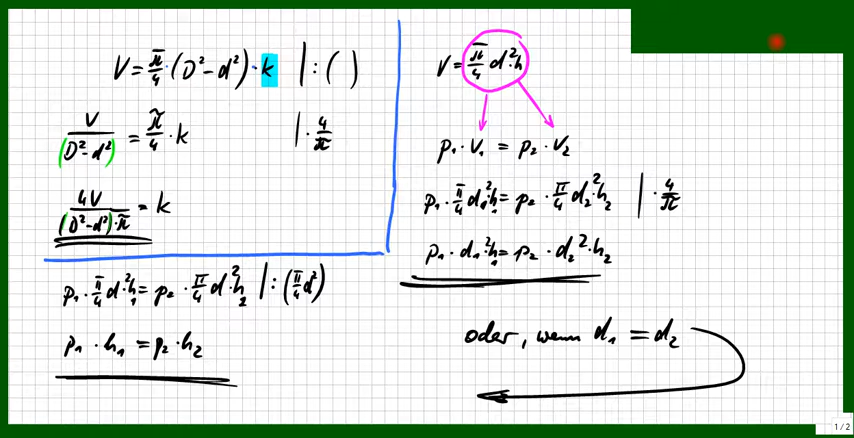 V = π/4 · (D² - d²) · k | : ( )
V/(D² - d²) = π/4 · k | · 4/π
4V/((D² - d²) · π) = k
V = π/4 d² · h
p₁ · V₁ = p₂ · V₂
p₁ · π/4 d₁² · h₁ = p₂ · π/4 d₂² · h₂ | · 4/π
p₁ · d₁² · h₁ = p₂ · d₂² · h₂
oder, wenn d₁ = d₂
p₁ · π/4 d² · h₁ = p₂ · π/4 d² · h₂ | : (π/4 d²)
p₁ · h₁ = p₂ · h₂
1 / 2